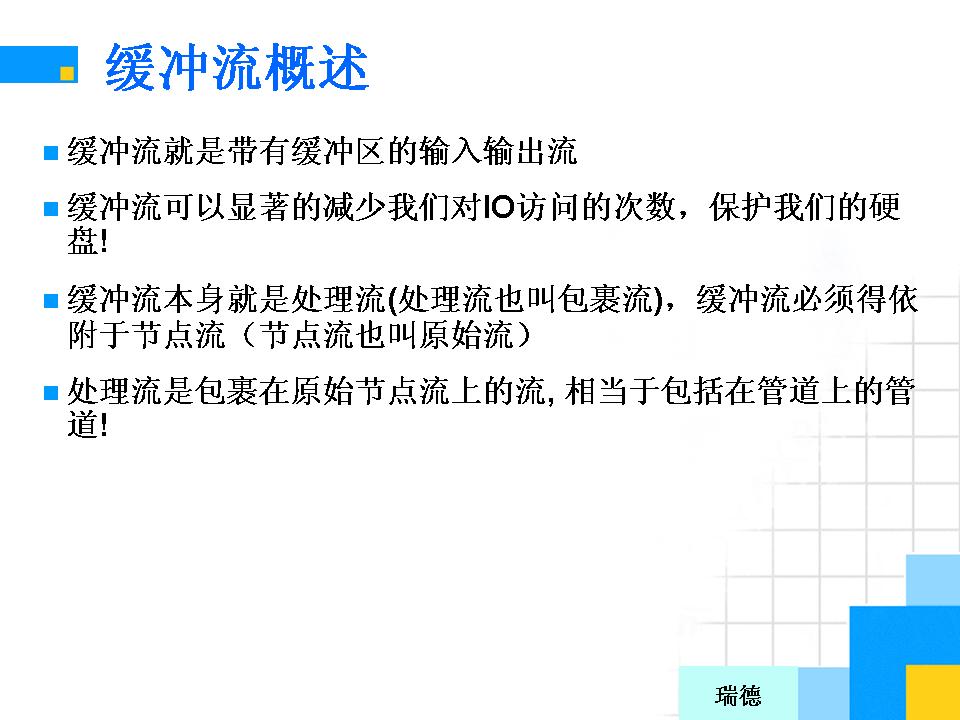 缓冲流概述
缓冲流就是带有缓冲区的输入输出流
缓冲流可以显著的减少我们对IO访问的次数，保护我们的硬
盘!
缓冲流本身就是处理流(处理流也叫包裹流)，缓冲流必须得依
附于节点流（节点流也叫原始流）
处理流是包裹在原始节点流上的流, 相当于包括在管道上的管
道!
瑞德